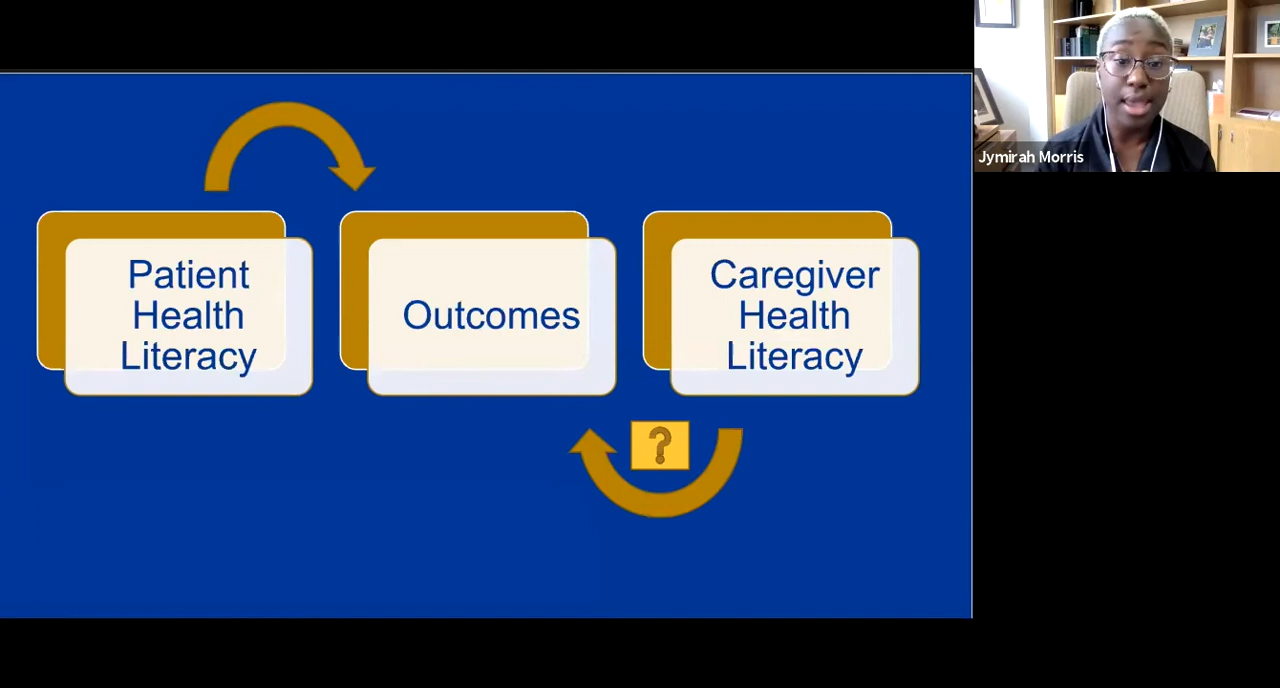 Patient
Health
Literacy
Outcomes
Caregiver
Health
Literacy
?
Jymirah Morris